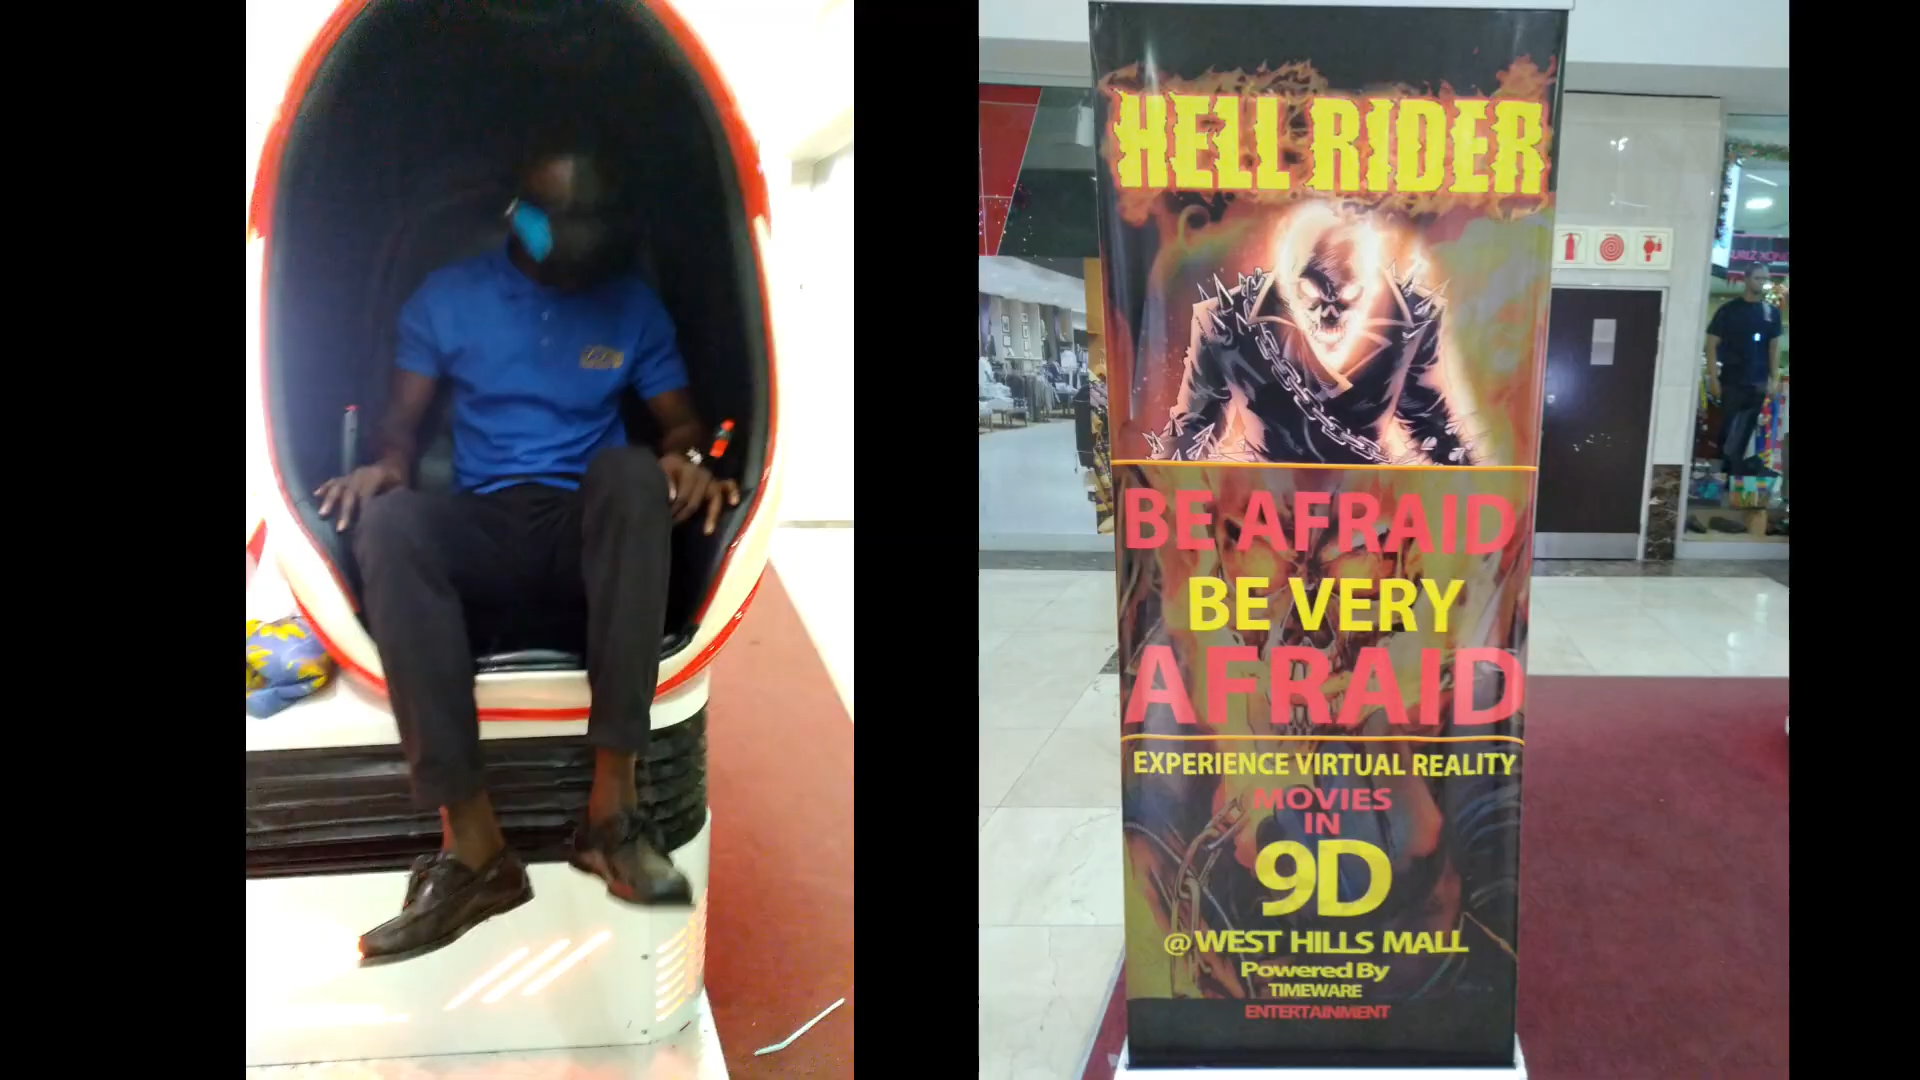 HELL RIDER
BE AFRAID
BE VERY
AFRAID
EXPERIENCE VIRTUAL REALITY
MOVIES
IN
9D
@ WEST HILLS MALL
Powered By
TIMEWARE
ENTERTAINMENT